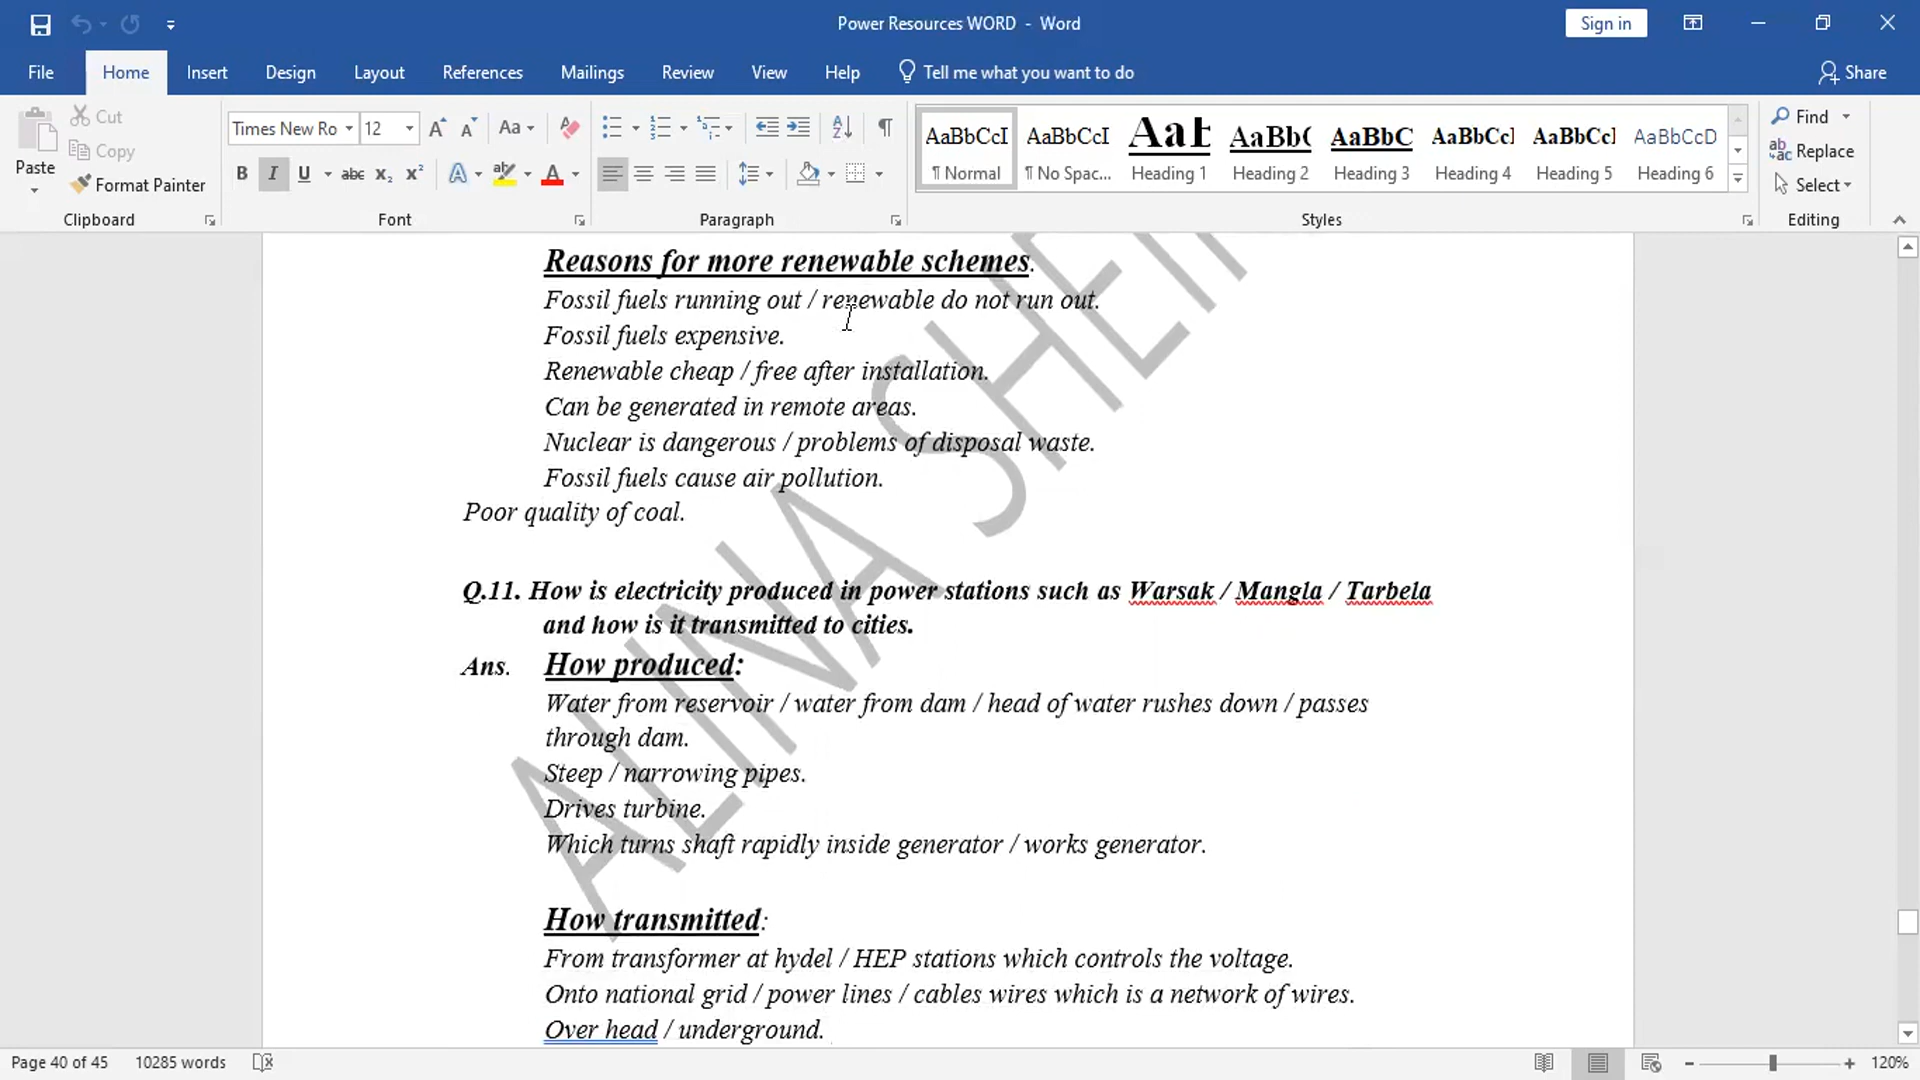 Power Resources WORD - Word
Sign in
File Home Insert Design Layout References Mailings Review View Help Tell me what you want to do Share
Paste
Cut
Copy
Format Painter
Clipboard
Times New Ro 12
Font
Paragraph
AaBbCcI AaBbCcI AaB AaBb( AaBbC AaBbCcI AaBbCcI AaBbCcD
¶ Normal ¶ No Spac... Heading 1 Heading 2 Heading 3 Heading 4 Heading 5 Heading 6
Styles
Find
Replace
Select
Editing
Reasons for more renewable schemes.
Fossil fuels running out / renewable do not run out.
Fossil fuels expensive.
Renewable cheap / free after installation.
Can be generated in remote areas.
Nuclear is dangerous / problems of disposal waste.
Fossil fuels cause air pollution.
Poor quality of coal.
Q.11. How is electricity produced in power stations such as Warsak / Mangla / Tarbela
and how is it transmitted to cities.
Ans. How produced:
Water from reservoir / water from dam / head of water rushes down / passes
through dam.
Steep / narrowing pipes.
Drives turbine.
Which turns shaft rapidly inside generator / works generator.
How transmitted:
From transformer at hydel / HEP stations which controls the voltage.
Onto national grid / power lines / cables wires which is a network of wires.
Over head / underground.
ALINA
Page 40 of 45 10285 words 120%